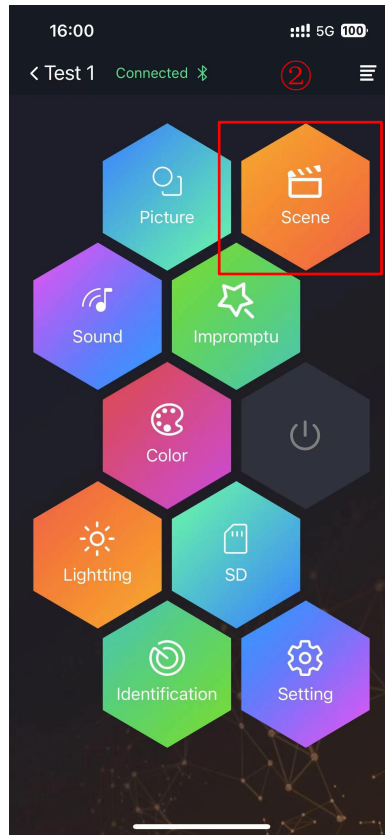 16:00 5G 100
Test 1 Connected ②
Picture
Scene
Sound
Impromptu
Color
Lightting
SD
Identification
Setting